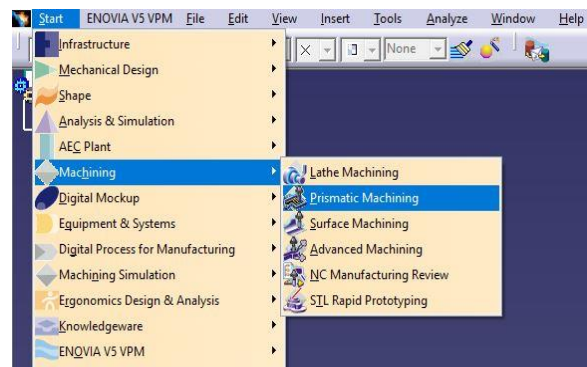 Start ENOVIA V5 VPM File Edit View Insert Tools Analyze Window Help
None
Infrastructure
Mechanical Design
Shape
Analysis & Simulation
AEC Plant
Machining
Digital Mockup
Equipment & Systems
Digital Process for Manufacturing
Machining Simulation
Ergonomics Design & Analysis
Knowledgeware
ENOVIA V5 VPM
Lathe Machining
Prismatic Machining
Surface Machining
Advanced Machining
NC Manufacturing Review
STL Rapid Prototyping